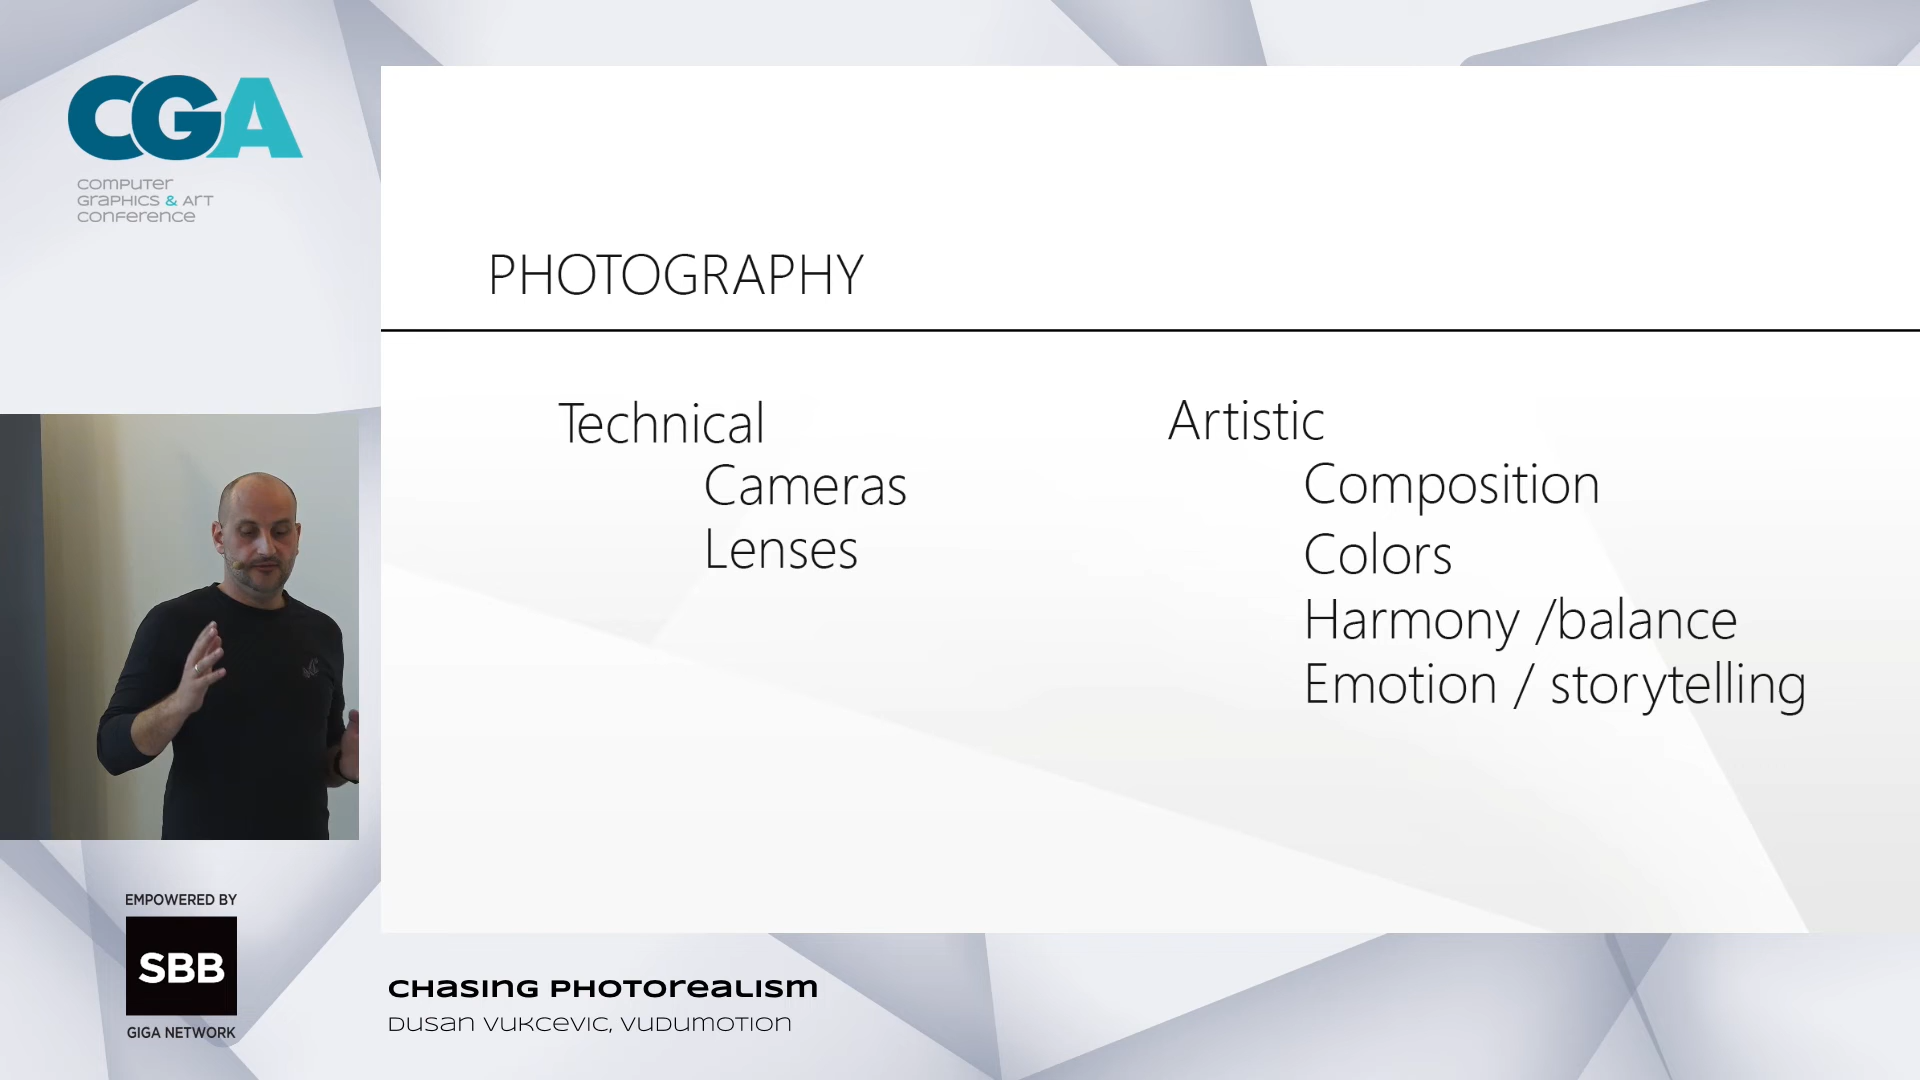 CGA
computer
graphics & art
conference
PHOTOGRAPHY
Technical
Cameras
Lenses
Artistic
Composition
Colors
Harmony /balance
Emotion / storytelling
EMPOWERED BY
SBB
GIGA NETWORK
chasing photorealism
dusan vukcevic, vudumotion